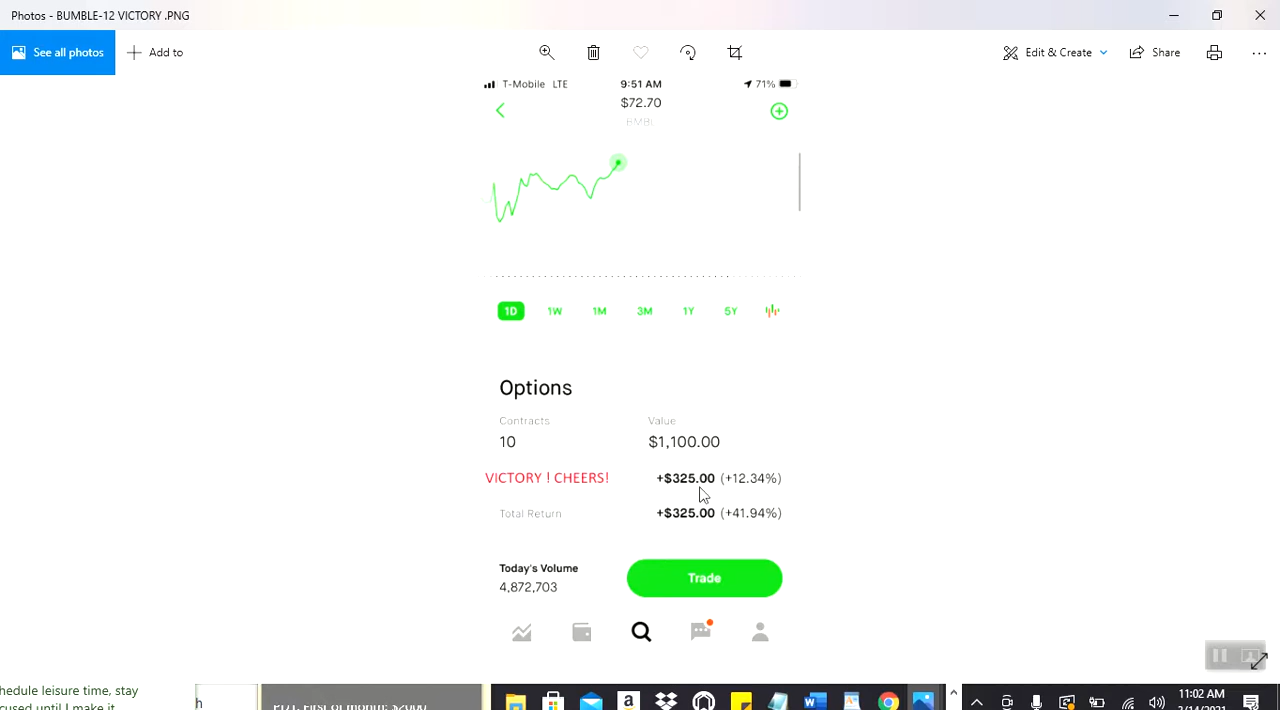 Photos - BUMBLE-12 VICTORY .PNG
See all photos
Add to
Edit & Create
Share
T-Mobile LTE
9:51 AM
71%
$72.70
1D 1W 1M 3M 1Y 5Y
Options
Contracts Value
10 $1,100.00
VICTORY ! CHEERS! +$325.00 (+12.34%)
Total Return +$325.00 (+41.94%)
Today's Volume
4,872,703
Trade
hedule leisure time, stay
h
11:02 AM